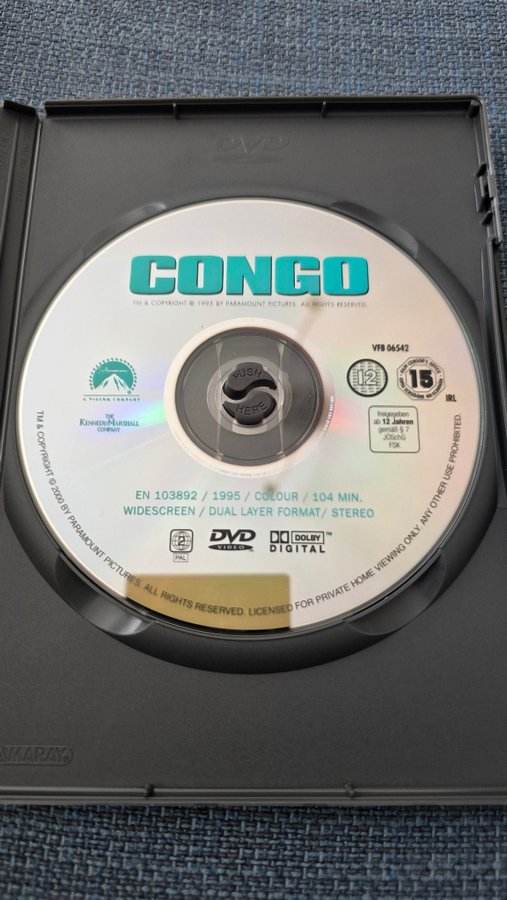 DVD
CONGO
TM & COPYRIGHT © 1995 BY PARAMOUNT PICTURES. ALL RIGHTS RESERVED.
VFB 06542
Paramount
A VIACOM COMPANY
THE
KENNEDY/MARSHALL
COMPANY
PUSH
HERE
12
15
IRL
freigegeben
ab 12 Jahren
gemäß § 7
JÖSchG
FSK
EN 103892 / 1995 / COLOUR / 104 MIN.
WIDESCREEN / DUAL LAYER FORMAT/ STEREO
2
PAL
DVD
VIDEO
DOLBY
DIGITAL
TM & COPYRIGHT © 2000 BY PARAMOUNT PICTURES. ALL RIGHTS RESERVED. LICENSED FOR PRIVATE HOME VIEWING ONLY. ANY OTHER USE PROHIBITED.
AMARAY